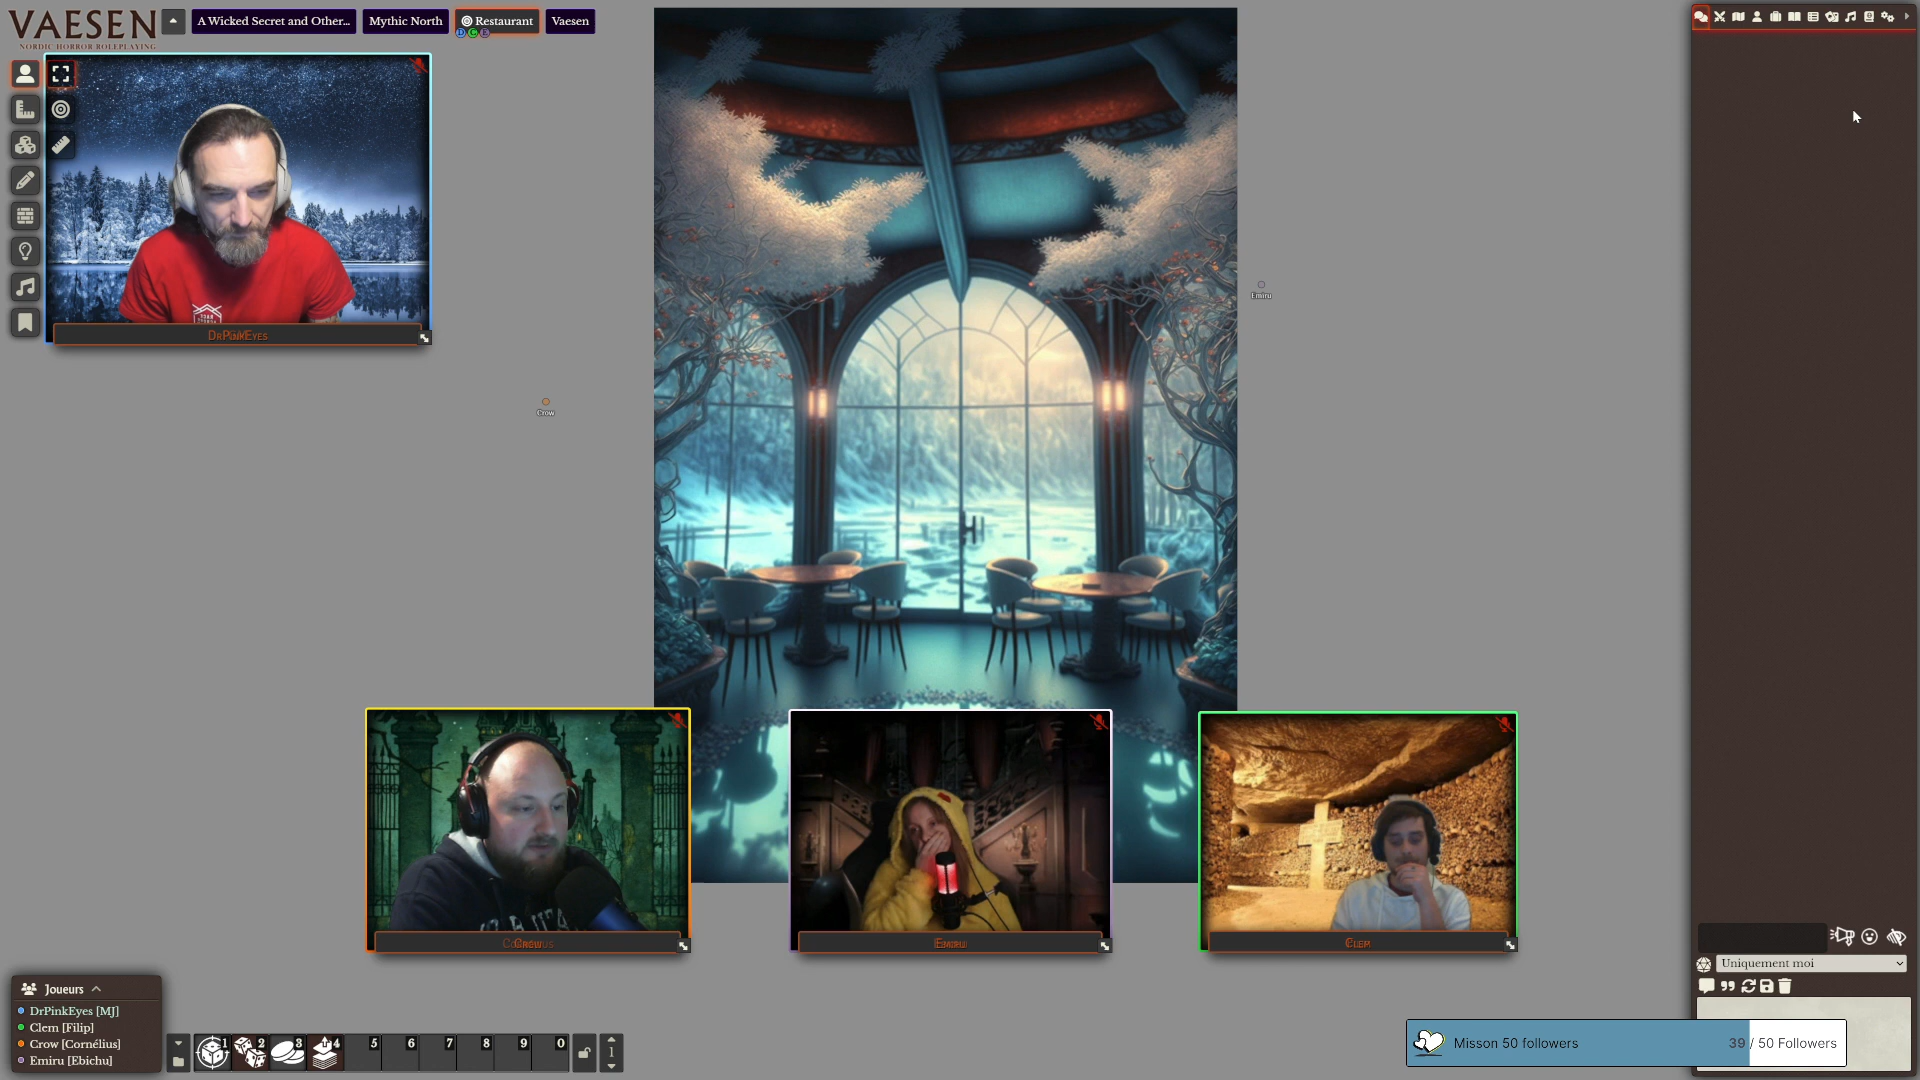 VAESEN
NORDIC HORROR ROLEPLAYING
A Wicked Secret and Other...
Mythic North
Restaurant
Vaesen
D C E
DrPinkEyes
Emiru
Crow
Crow
Emiru
Clem
Joueurs
DrPinkEyes [MJ]
Clem [Filip]
Crow [Cornélius]
Emiru [Ebichu]
1 2 3 4 5 6 7 8 9 0
1
Uniquement moi
Misson 50 followers
39 / 50 Followers